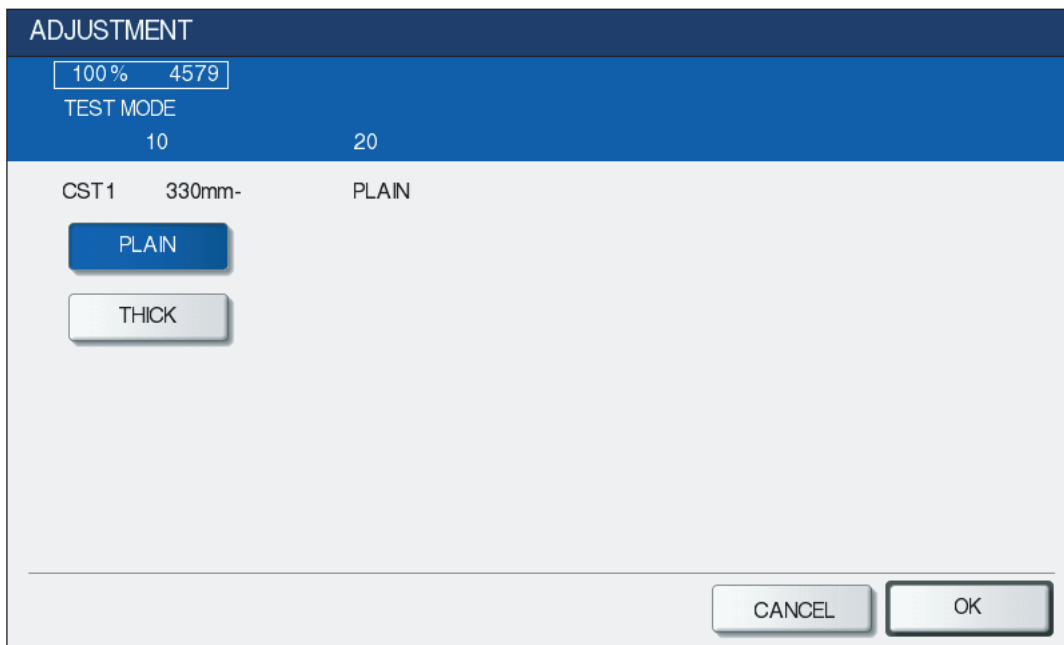 ADJUSTMENT
100% 4579
TEST MODE
10 20
CST1 330mm- PLAIN
PLAIN
THICK
CANCEL OK